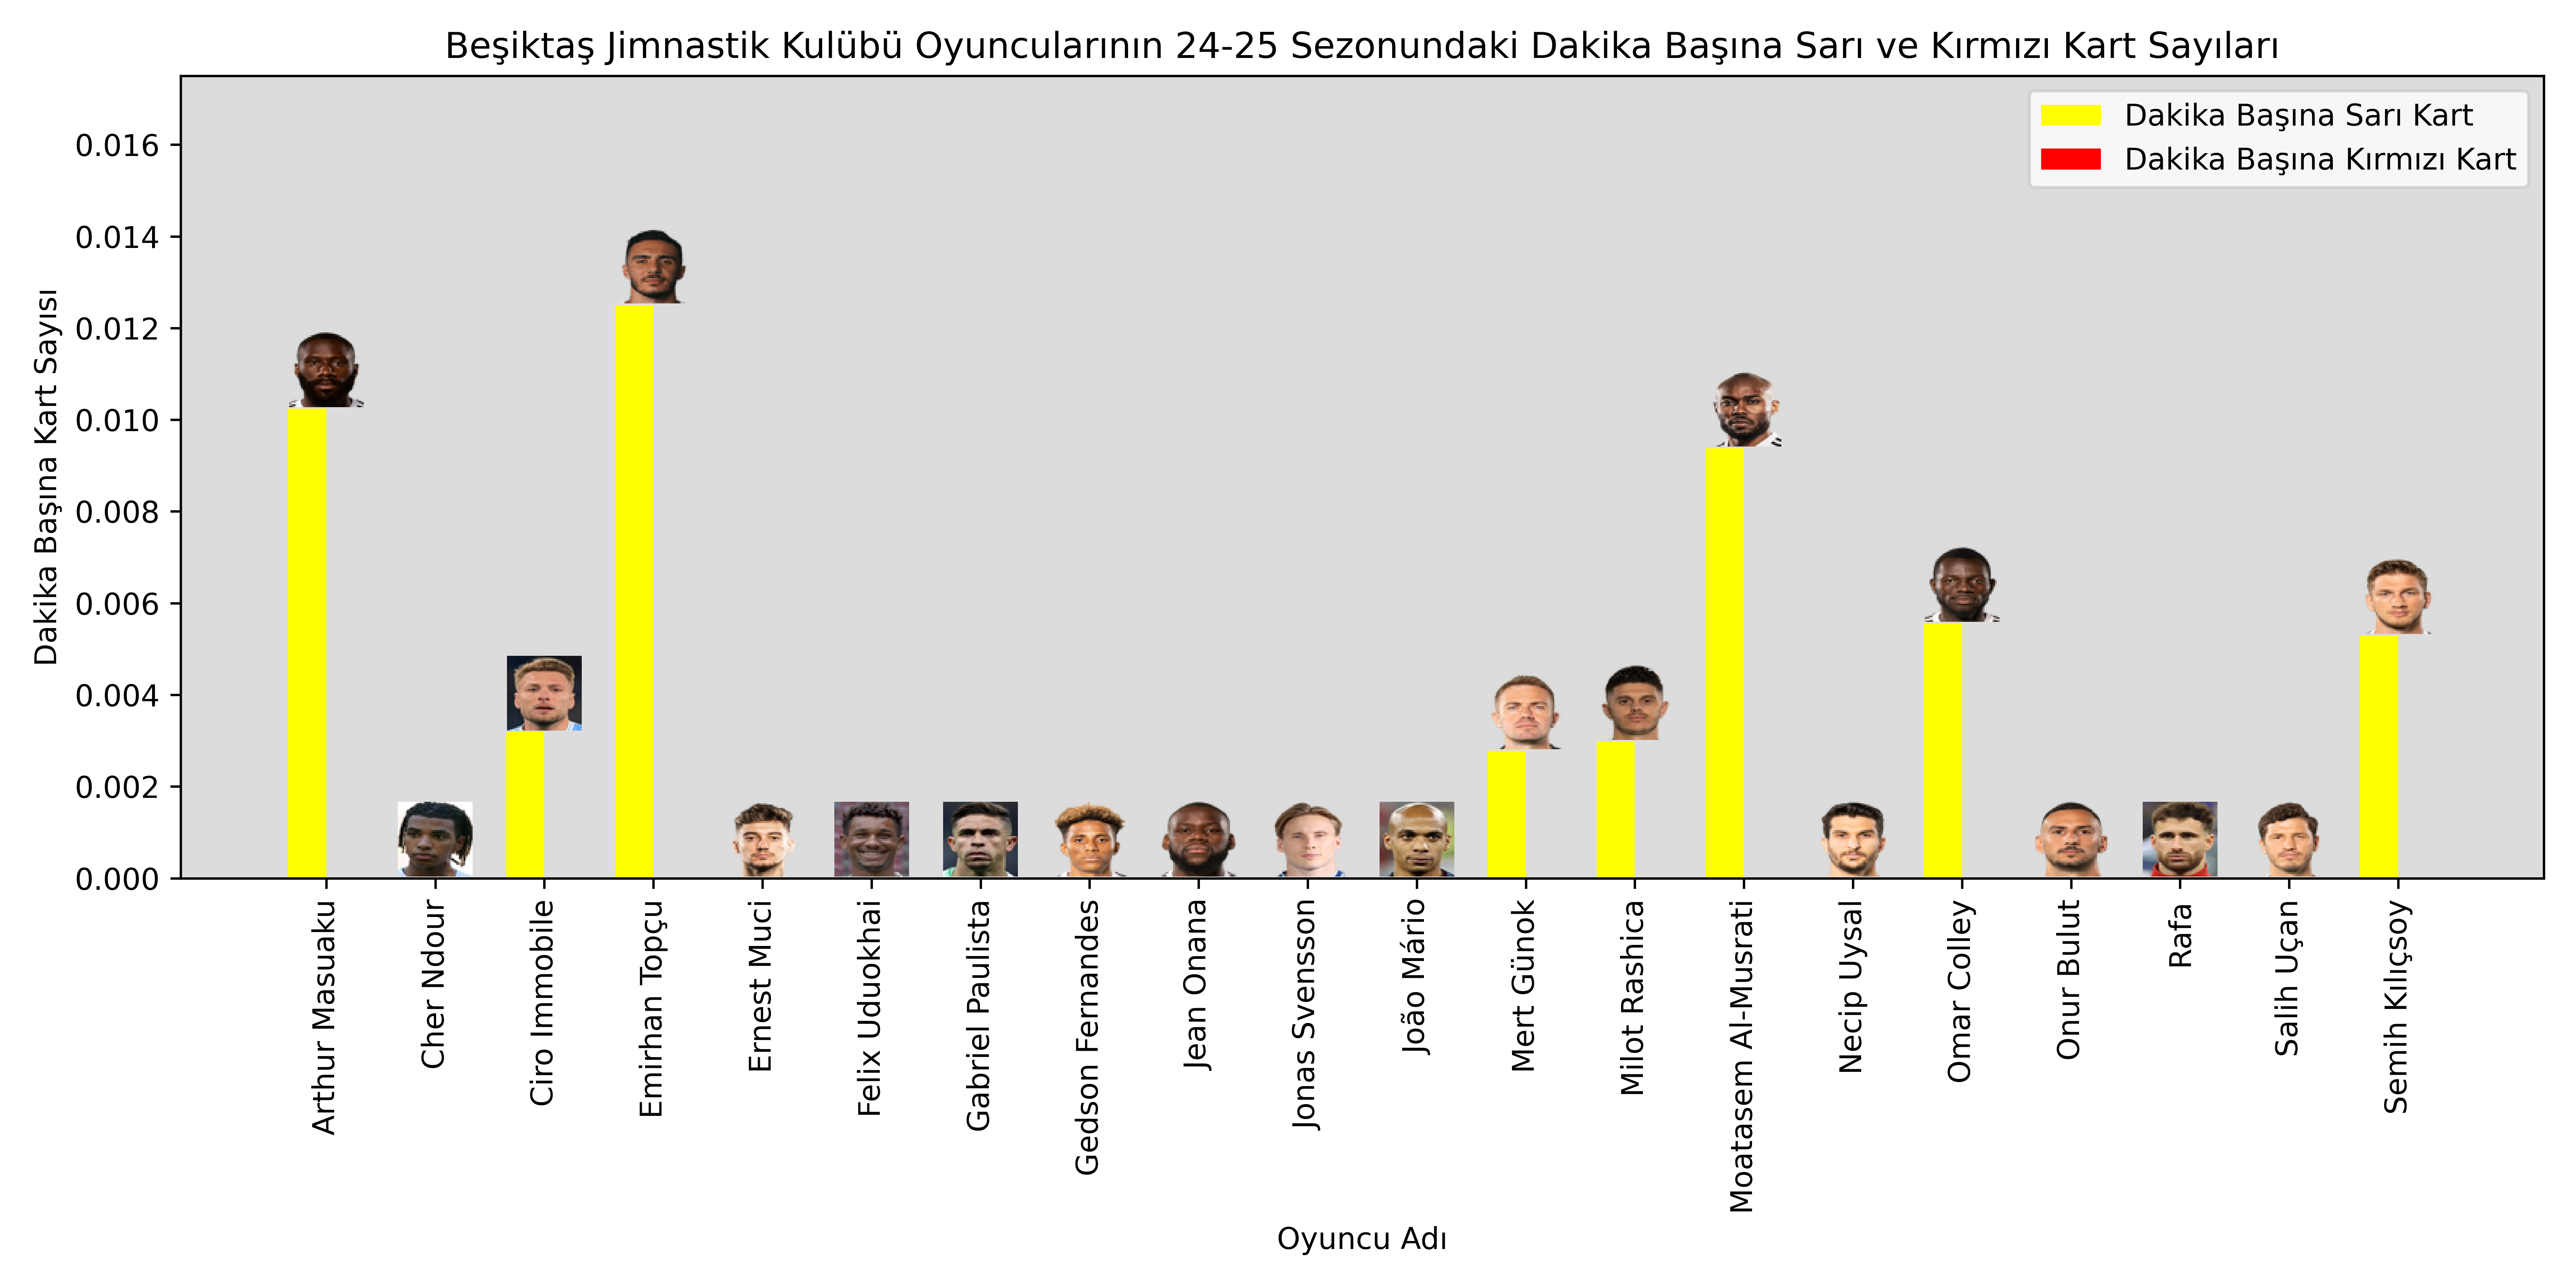 Beşiktaş Jimnastik Kulübü Oyuncularının 24-25 Sezonundaki Dakika Başına Sarı ve Kırmızı Kart Sayıları
Dakika Başına Sarı Kart
Dakika Başına Kırmızı Kart
Dakika Başına Kart Sayısı
0.016
0.014
0.012
0.010
0.008
0.006
0.004
0.002
0.000
Arthur Masuaku
Cher Ndour
Ciro Immobile
Emirhan Topçu
Ernest Muci
Felix Uduokhai
Gabriel Paulista
Gedson Fernandes
Jean Onana
Jonas Svensson
João Mário
Mert Günok
Milot Rashica
Moatasem Al-Musrati
Necip Uysal
Omar Colley
Onur Bulut
Rafa
Salih Uçan
Semih Kılıçsoy
Oyuncu Adı